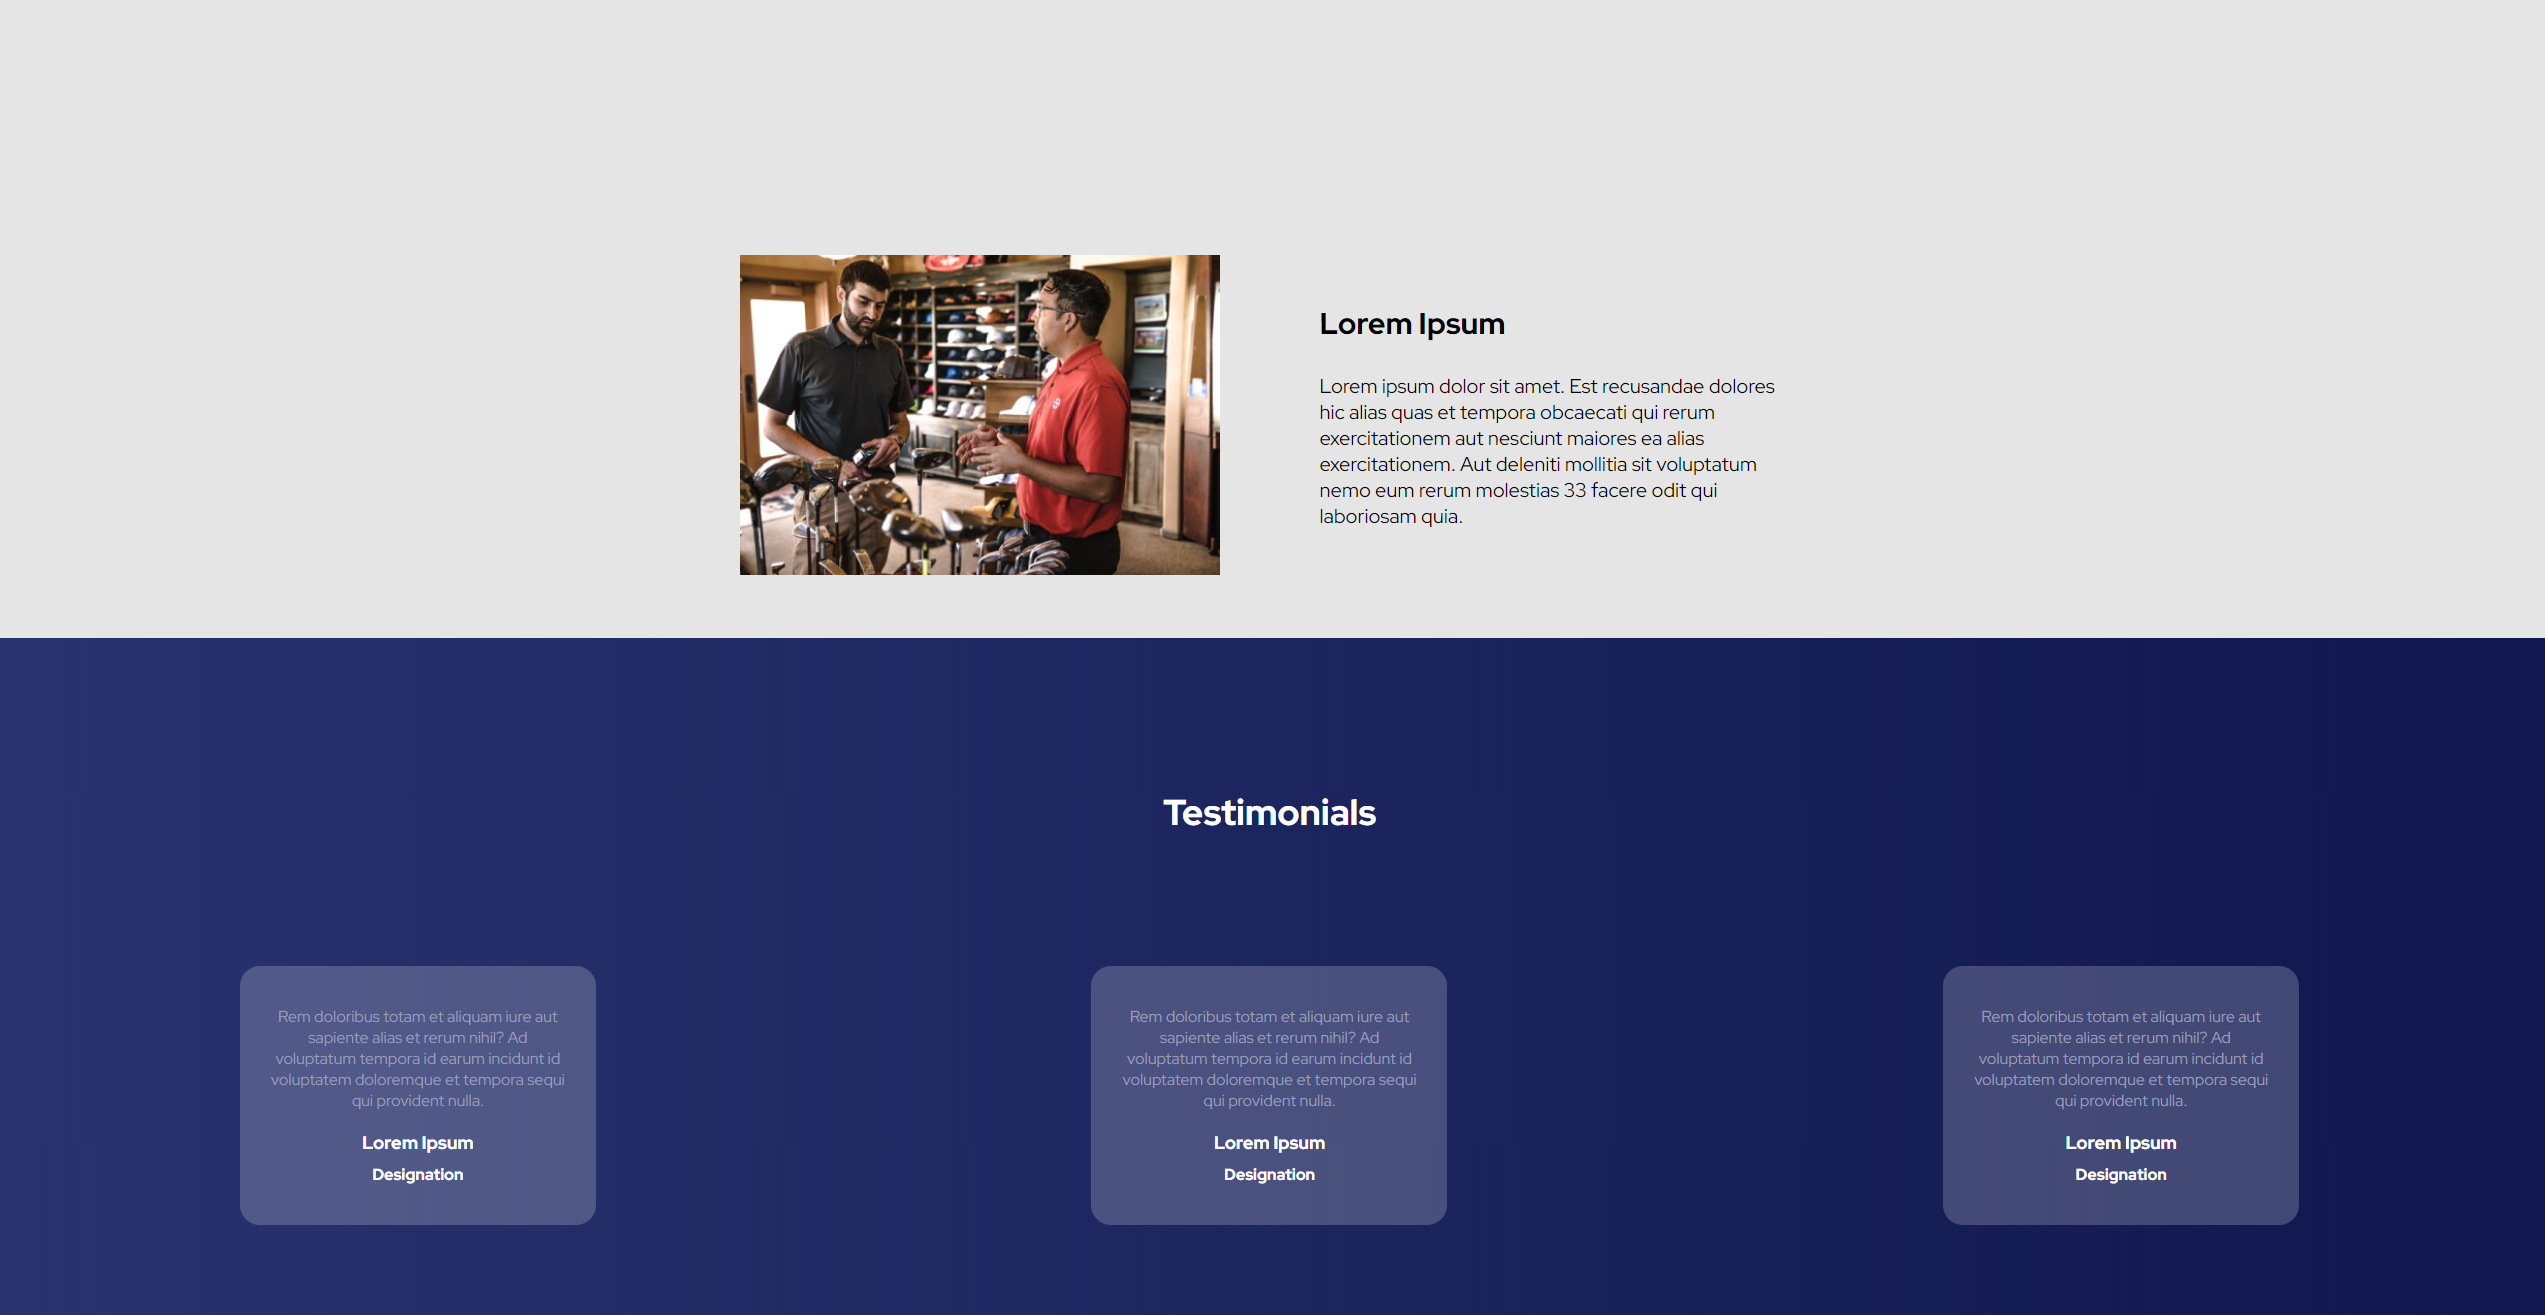 Lorem Ipsum
Lorem ipsum dolor sit amet. Est recusandae dolores
hic alias quas et tempora obcaecati qui rerum
exercitationem aut nesciunt maiores ea alias
exercitationem. Aut deleniti mollitia sit voluptatum
nemo eum rerum molestias 33 facere odit qui
laboriosam quia.
Testimonials
Rem doloribus totam et aliquam iure aut
sapiente alias et rerum nihil? Ad
voluptatum tempora id earum incidunt id
voluptatem doloremque et tempora sequi
qui provident nulla.
Lorem Ipsum
Designation
Rem doloribus totam et aliquam iure aut
sapiente alias et rerum nihil? Ad
voluptatum tempora id earum incidunt id
voluptatem doloremque et tempora sequi
qui provident nulla.
Lorem Ipsum
Designation
Rem doloribus totam et aliquam iure aut
sapiente alias et rerum nihil? Ad
voluptatum tempora id earum incidunt id
voluptatem doloremque et tempora sequi
qui provident nulla.
Lorem Ipsum
Designation